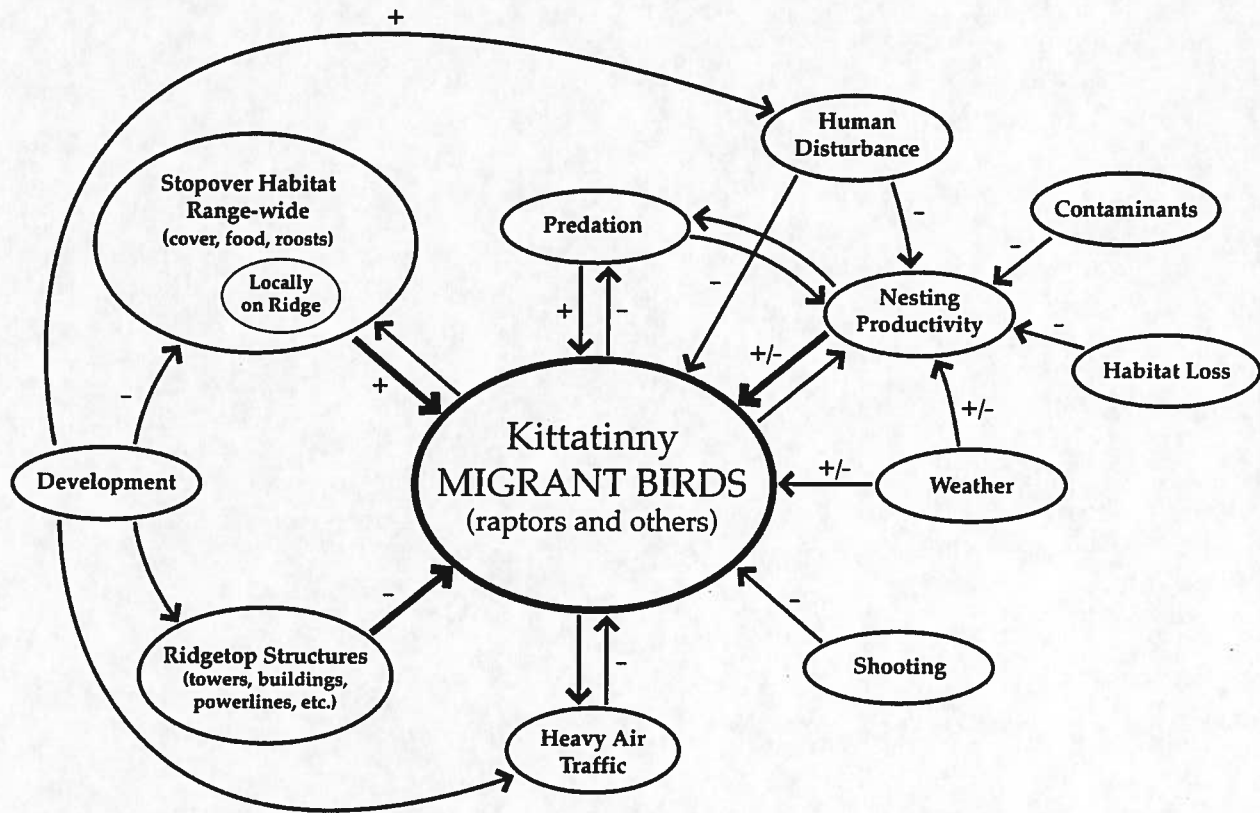 +
Human
Disturbance
Stopover Habitat
Range-wide
(cover, food, roosts)
Locally
on Ridge
Predation
Contaminants
-
-
-
+
-
Nesting
Productivity
-
Habitat Loss
+/-
+
-
+/-
Kittatinny
MIGRANT BIRDS
(raptors and others)
Development
+/-
Weather
-
-
Ridgetop Structures
(towers, buildings,
powerlines, etc.)
Shooting
-
Heavy Air
Traffic